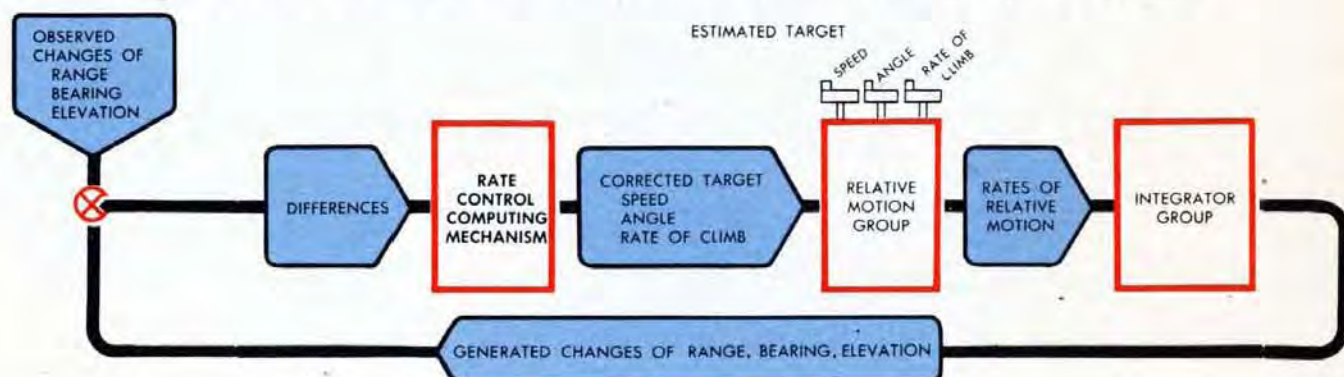 OBSERVED
CHANGES OF
RANGE
BEARING
ELEVATION
ESTIMATED TARGET
SPEED
ANGLE
RATE OF
CLIMB
DIFFERENCES
RATE
CONTROL
COMPUTING
MECHANISM
CORRECTED TARGET
SPEED
ANGLE
RATE OF CLIMB
RELATIVE
MOTION
GROUP
RATES OF
RELATIVE
MOTION
INTEGRATOR
GROUP
GENERATED CHANGES OF RANGE, BEARING, ELEVATION